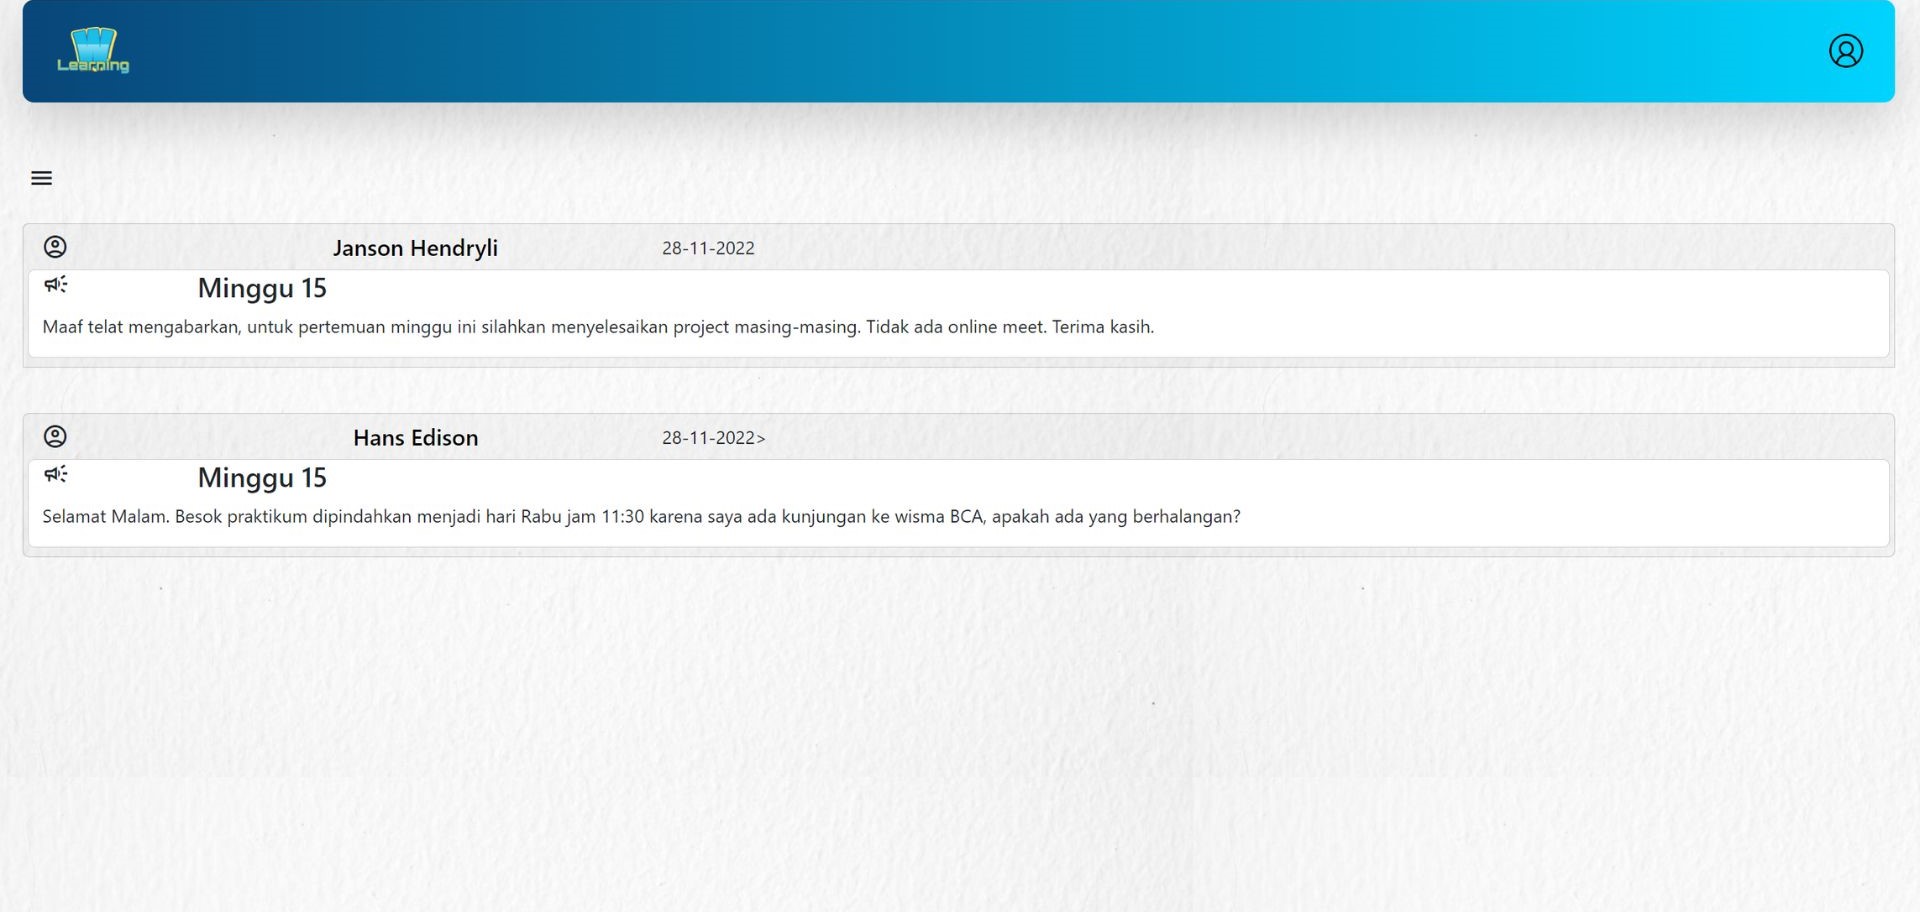 W
Learning
Janson Hendryli 28-11-2022
Minggu 15
Maaf telat mengabarkan, untuk pertemuan minggu ini silahkan menyelesaikan project masing-masing. Tidak ada online meet. Terima kasih.
Hans Edison 28-11-2022>
Minggu 15
Selamat Malam. Besok praktikum dipindahkan menjadi hari Rabu jam 11:30 karena saya ada kunjungan ke wisma BCA, apakah ada yang berhalangan?